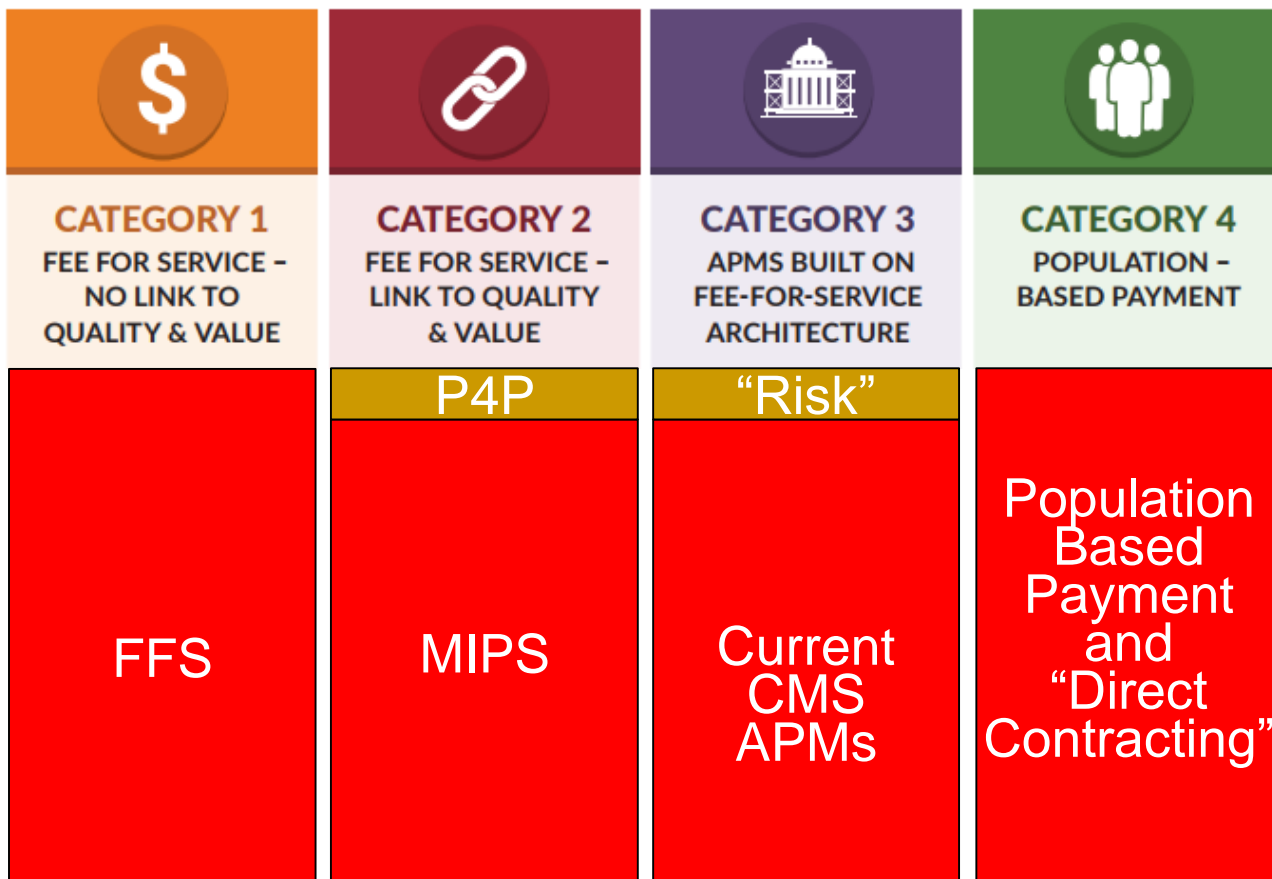 $
CATEGORY 1
FEE FOR SERVICE –
NO LINK TO
QUALITY & VALUE
FFS
CATEGORY 2
FEE FOR SERVICE –
LINK TO QUALITY
& VALUE
P4P
MIPS
CATEGORY 3
APMS BUILT ON
FEE-FOR-SERVICE
ARCHITECTURE
“Risk”
Current
CMS
APMs
CATEGORY 4
POPULATION –
BASED PAYMENT
Population
Based
Payment
and
“Direct
Contracting”